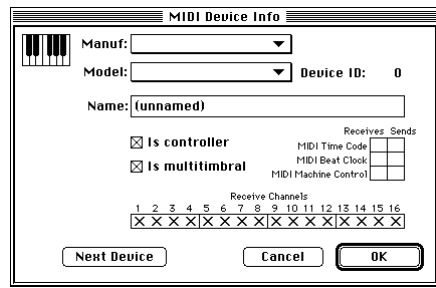 MIDI Device Info
Manuf:
Model:
Device ID: 0
Name: (unnamed)
Is controller
Is multitimbral
Receives Sends
MIDI Time Code
MIDI Beat Clock
MIDI Machine Control
Receive Channels
1 2 3 4 5 6 7 8 9 10 11 12 13 14 15 16
Next Device
Cancel
OK